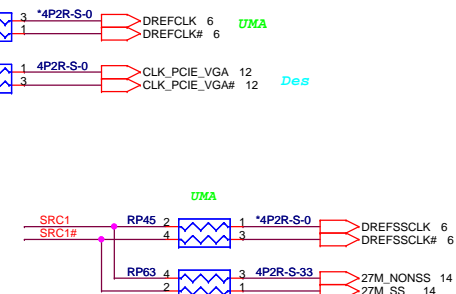 3 *4P2R-S-0 DREFCLK 6 UMA
1 DREFCLK# 6
1 4P2R-S-0 CLK_PCIE_VGA 12
3 CLK_PCIE_VGA# 12 Des
UMA
SRC1 RP45 2 1 *4P2R-S-0 DREFSSCLK 6
SRC1# 4 3 DREFSSCLK# 6
RP63 4 3 4P2R-S-33 27M_NONSS 14
2 1 27M_SS 14